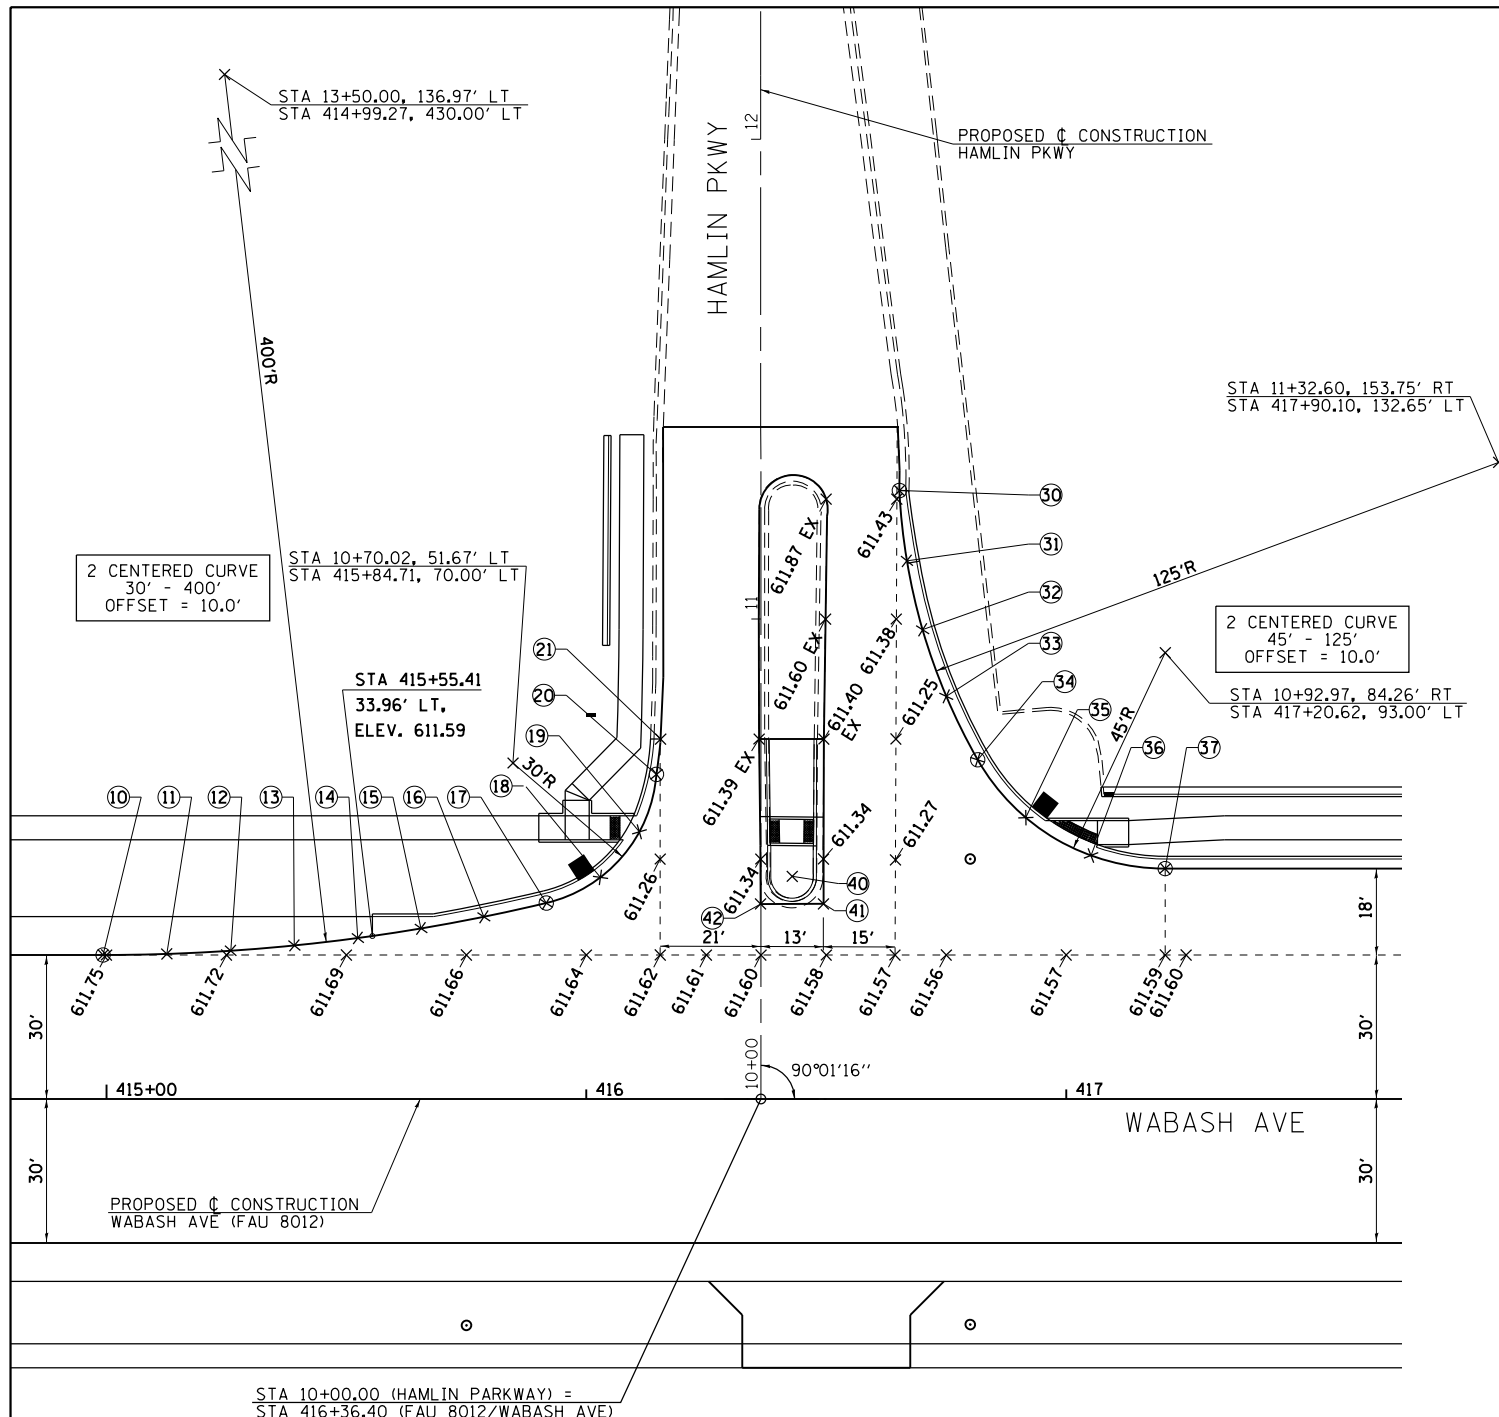 STA 13+50.00, 136.97' LT
STA 414+99.27, 430.00' LT
HAMLIN PKWY
12
PROPOSED ℄ CONSTRUCTION
HAMLIN PKWY
400'R
STA 11+32.60, 153.75' RT
STA 417+90.10, 132.65' LT
125'R
2 CENTERED CURVE
30' - 400'
OFFSET = 10.0'
STA 10+70.02, 51.67' LT
STA 415+84.71, 70.00' LT
611.87 EX
611.43
30
31
32
33
34
35
36
37
2 CENTERED CURVE
45' - 125'
OFFSET = 10.0'
STA 10+92.97, 84.26' RT
STA 417+20.62, 93.00' LT
45'R
11
611.60 EX
611.38
611.40
EX
611.25
STA 415+55.41
33.96' LT,
ELEV. 611.59
21
20
19
18
30'R
10
11
12
13
14
15
16
17
611.39 EX
611.34
611.27
611.26
611.34
40
41
42
21'
13'
15'
18'
611.75
611.72
611.69
611.66
611.64
611.62
611.61
611.60
611.58
611.57
611.56
611.57
611.59
611.60
30'
30'
10+00
90°01'16"
415+00
416
417
WABASH AVE
30'
30'
PROPOSED ℄ CONSTRUCTION
WABASH AVE (FAU 8012)
STA 10+00.00 (HAMLIN PARKWAY) =
STA 416+36.40 (FAU 8012/WABASH AVE)